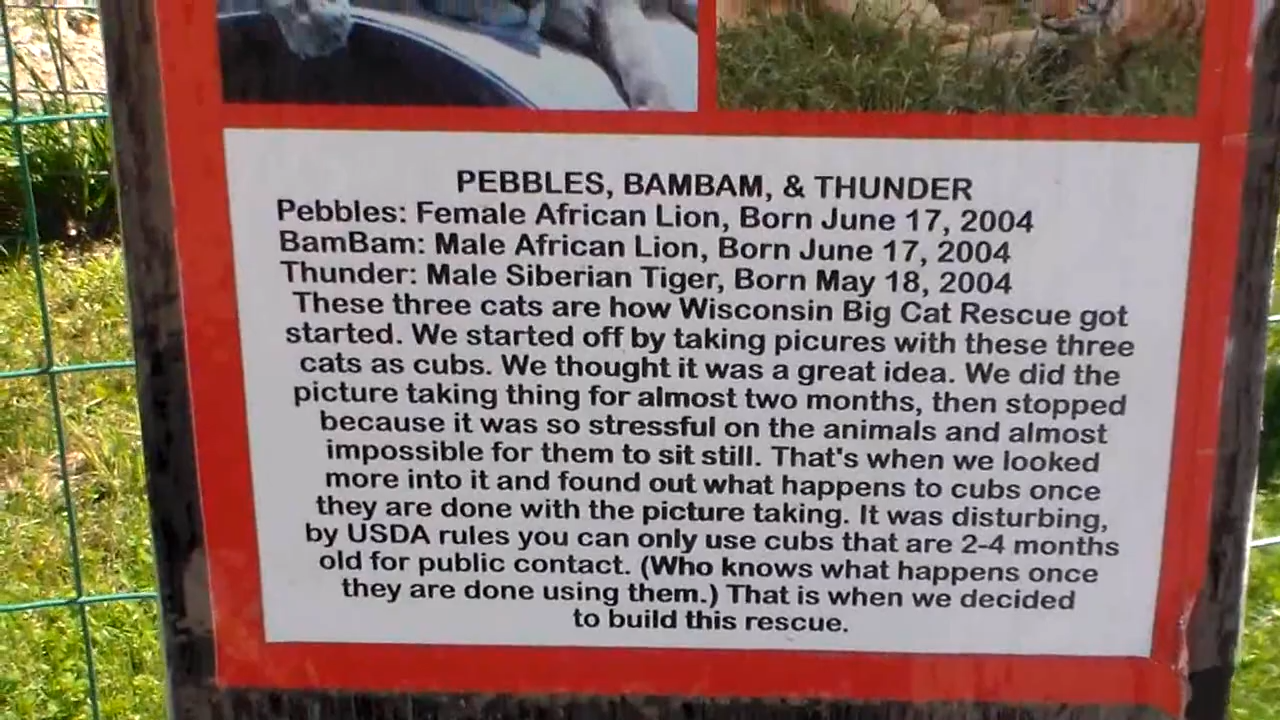 PEBBLES, BAMBAM, & THUNDER
Pebbles: Female African Lion, Born June 17, 2004
BamBam: Male African Lion, Born June 17, 2004
Thunder: Male Siberian Tiger, Born May 18, 2004
These three cats are how Wisconsin Big Cat Rescue got
started. We started off by taking picures with these three
cats as cubs. We thought it was a great idea. We did the
picture taking thing for almost two months, then stopped
because it was so stressful on the animals and almost
impossible for them to sit still. That's when we looked
more into it and found out what happens to cubs once
they are done with the picture taking. It was disturbing,
by USDA rules you can only use cubs that are 2-4 months
old for public contact. (Who knows what happens once
they are done using them.) That is when we decided
to build this rescue.